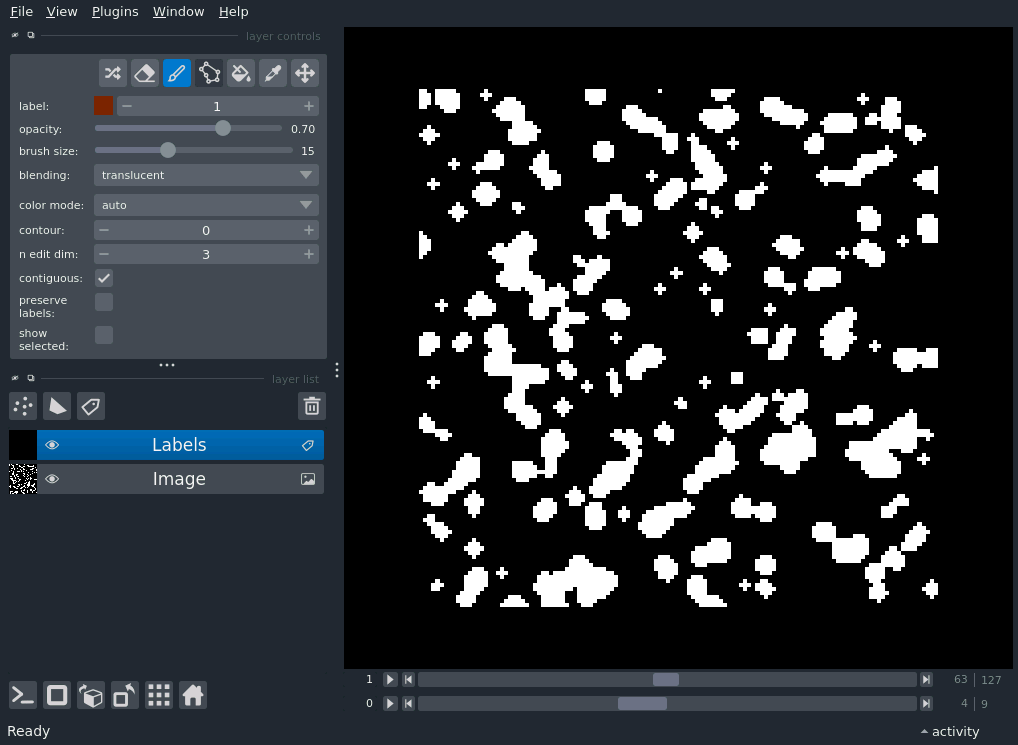 File View Plugins Window Help
layer controls
label: 1
opacity: 0.70
brush size: 15
blending: translucent
color mode: auto
contour: 0
n edit dim: 3
contiguous:
preserve
labels:
show
selected:
layer list
Labels
Image
1 63 127
0 4 9
Ready activity